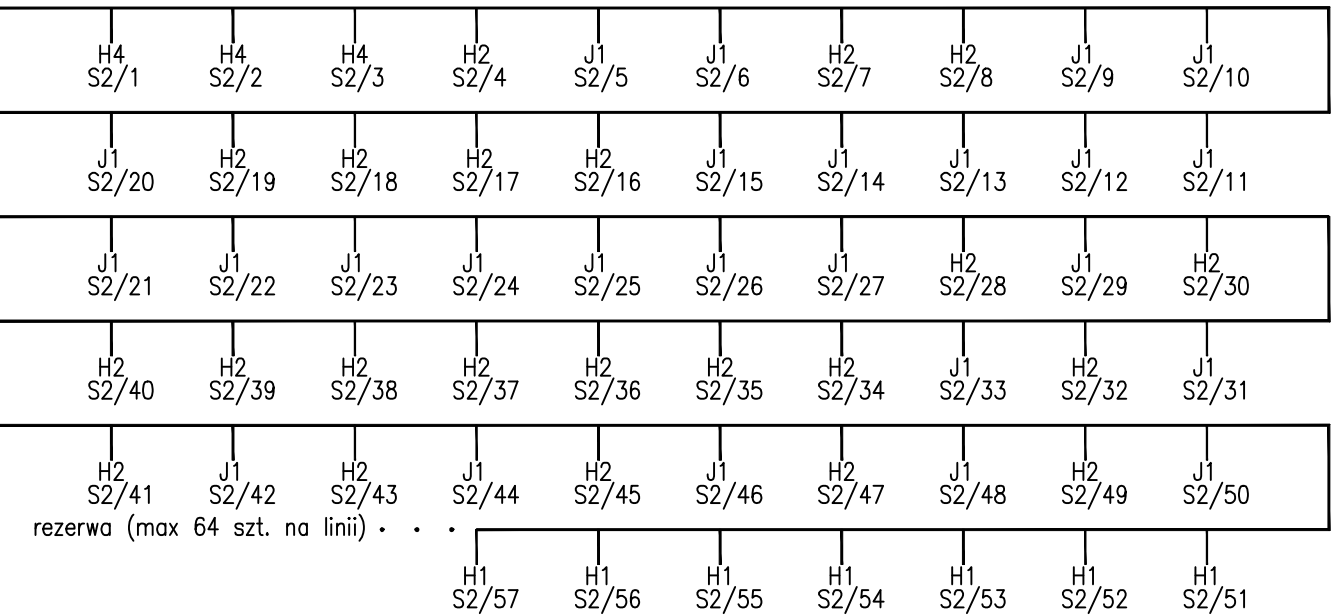 H4 H4 H4 H2 J1 J1 H2 H2 J1 J1
S2/1 S2/2 S2/3 S2/4 S2/5 S2/6 S2/7 S2/8 S2/9 S2/10
J1 H2 H2 H2 H2 J1 J1 J1 J1 J1
S2/20 S2/19 S2/18 S2/17 S2/16 S2/15 S2/14 S2/13 S2/12 S2/11
J1 J1 J1 J1 J1 J1 J1 H2 J1 H2
S2/21 S2/22 S2/23 S2/24 S2/25 S2/26 S2/27 S2/28 S2/29 S2/30
H2 H2 H2 H2 H2 H2 H2 J1 H2 J1
S2/40 S2/39 S2/38 S2/37 S2/36 S2/35 S2/34 S2/33 S2/32 S2/31
H2 J1 H2 J1 H2 J1 H2 J1 H2 J1
S2/41 S2/42 S2/43 S2/44 S2/45 S2/46 S2/47 S2/48 S2/49 S2/50
rezerwa (max 64 szt. na linii) . . .
H1 H1 H1 H1 H1 H1 H1
S2/57 S2/56 S2/55 S2/54 S2/53 S2/52 S2/51